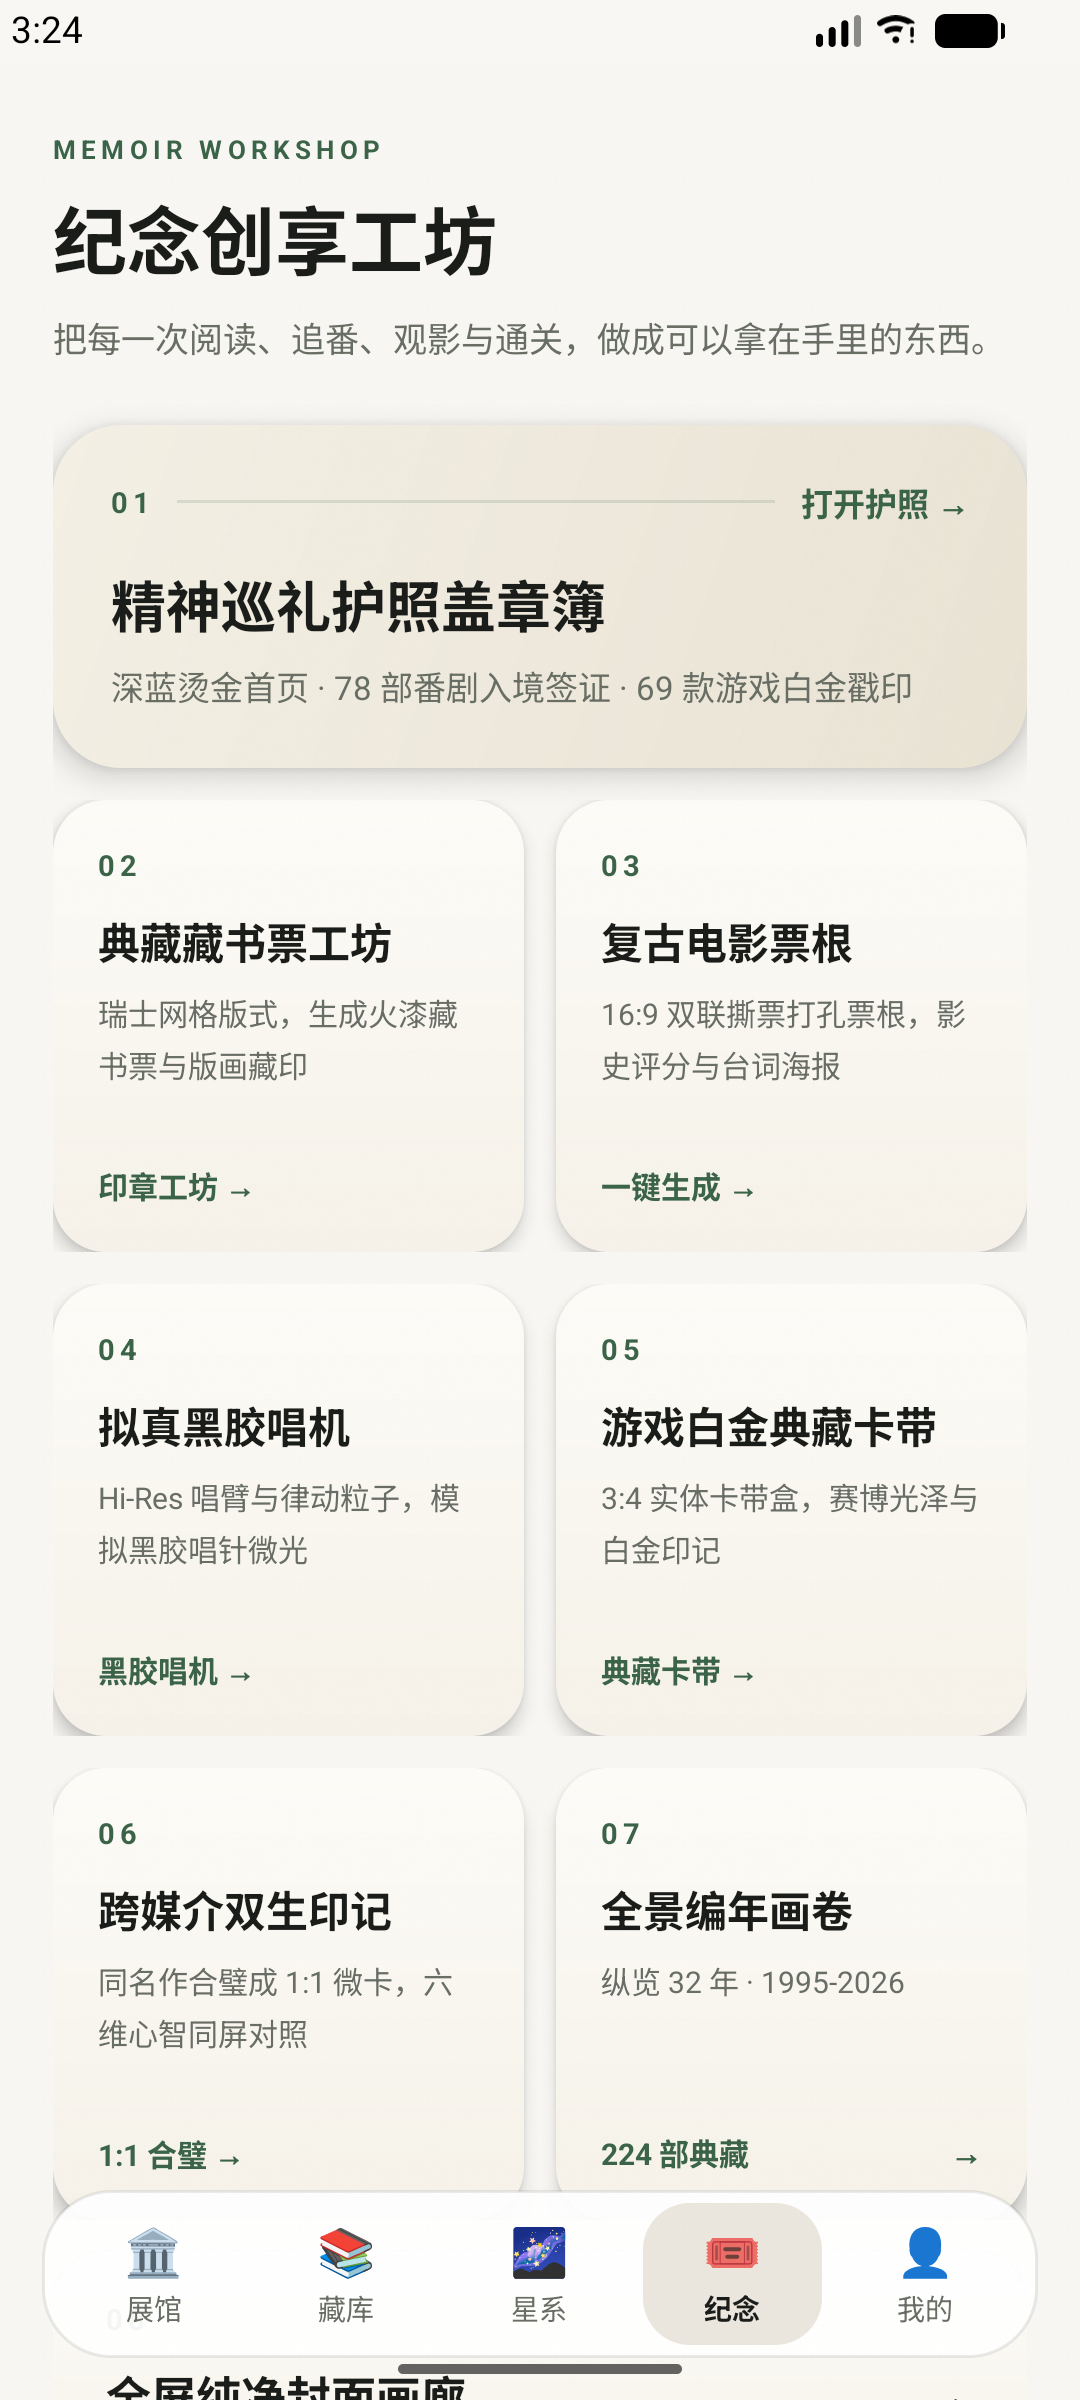 3:24
MEMOIR WORKSHOP
纪念创享工坊
把每一次阅读、追番、观影与通关，做成可以拿在手里的东西。
01
打开护照 →
精神巡礼护照盖章簿
深蓝烫金首页 · 78 部番剧入境签证 · 69 款游戏白金戳印
02
典藏藏书票工坊
瑞士网格版式，生成火漆藏
书票与版画藏印
印章工坊 →
03
复古电影票根
16:9 双联撕票打孔票根，影
史评分与台词海报
一键生成 →
04
拟真黑胶唱机
Hi-Res 唱臂与律动粒子，模
拟黑胶唱针微光
黑胶唱机 →
05
游戏白金典藏卡带
3:4 实体卡带盒，赛博光泽与
白金印记
典藏卡带 →
06
跨媒介双生印记
同名作合璧成 1:1 微卡，六
维心智同屏对照
1:1 合璧 →
07
全景编年画卷
纵览 32 年 · 1995-2026
224 部典藏 →
展馆
藏库
星系
纪念
我的
全屏纯净封面画廊